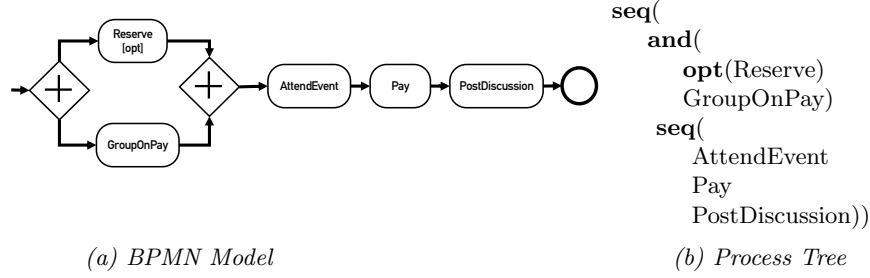 Reserve
[opt]
GroupOnPay
AttendEvent
Pay
PostDiscussion
(a) BPMN Model
seq(
and(
opt(Reserve)
GroupOnPay)
seq(
AttendEvent
Pay
PostDiscussion))
(b) Process Tree